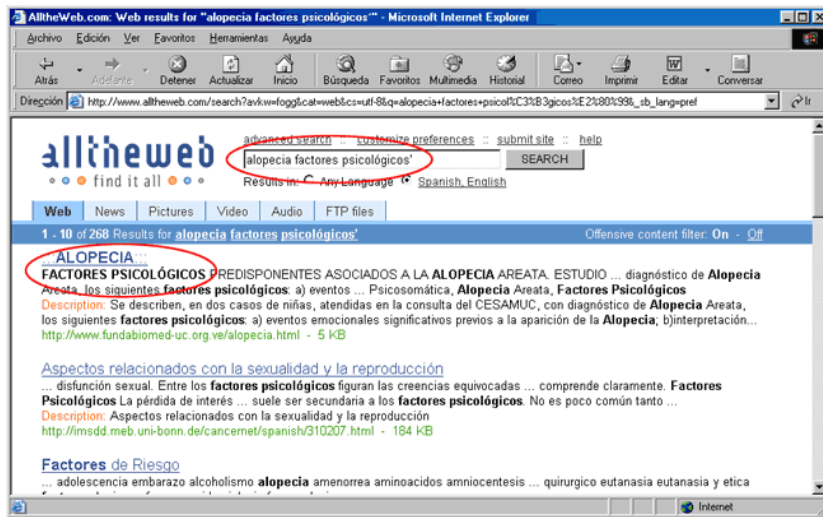 AlltheWeb.com: Web results for "alopecia factores psicológicos'" - Microsoft Internet Explorer
Archivo Edición Ver Favoritos Herramientas Ayuda
Atrás Adelante Detener Actualizar Inicio Búsqueda Favoritos Multimedia Historial Correo Imprimir Editar Conversar
Dirección http://www.alltheweb.com/search?avkw=fogg&cat=web&cs=utf-8&q=alopecia+factores+psicol%C3%B3gicos%E2%80%99&_sb_lang=pref Ir
alltheweb
find it all
advanced search :: customize preferences :: submit site :: help
alopecia factores psicológicos' SEARCH
Results in: Any Language Spanish, English
Web News Pictures Video Audio FTP files
1 - 10 of 268 Results for alopecia factores psicológicos' Offensive content filter: On - Off
:::ALOPECIA:::
FACTORES PSICOLÓGICOS PREDISPONENTES ASOCIADOS A LA ALOPECIA AREATA. ESTUDIO ... diagnóstico de Alopecia
Areata, los siguientes factores psicológicos: a) eventos ... Psicosomática, Alopecia Areata, Factores Psicológicos
Description: Se describen, en dos casos de niñas, atendidas en la consulta del CESAMUC, con diagnóstico de Alopecia Areata,
los siguientes factores psicológicos: a) eventos emocionales significativos previos a la aparición de la Alopecia; b)interpretación...
http://www.fundabiomed-uc.org.ve/alopecia.html - 5 KB
Aspectos relacionados con la sexualidad y la reproducción
... disfunción sexual. Entre los factores psicológicos figuran las creencias equivocadas ... comprende claramente. Factores
Psicológicos La pérdida de interés ... suele ser secundaria a los factores psicológicos. No es poco común tanto ...
Description: Aspectos relacionados con la sexualidad y la reproducción
http://imsdd.meb.uni-bonn.de/cancernet/spanish/310207.html - 184 KB
Factores de Riesgo
... adolescencia embarazo alcoholismo alopecia amenorrea aminoacidos amniocentesis ... quirurgico eutanasia eutanasia y etica
Internet